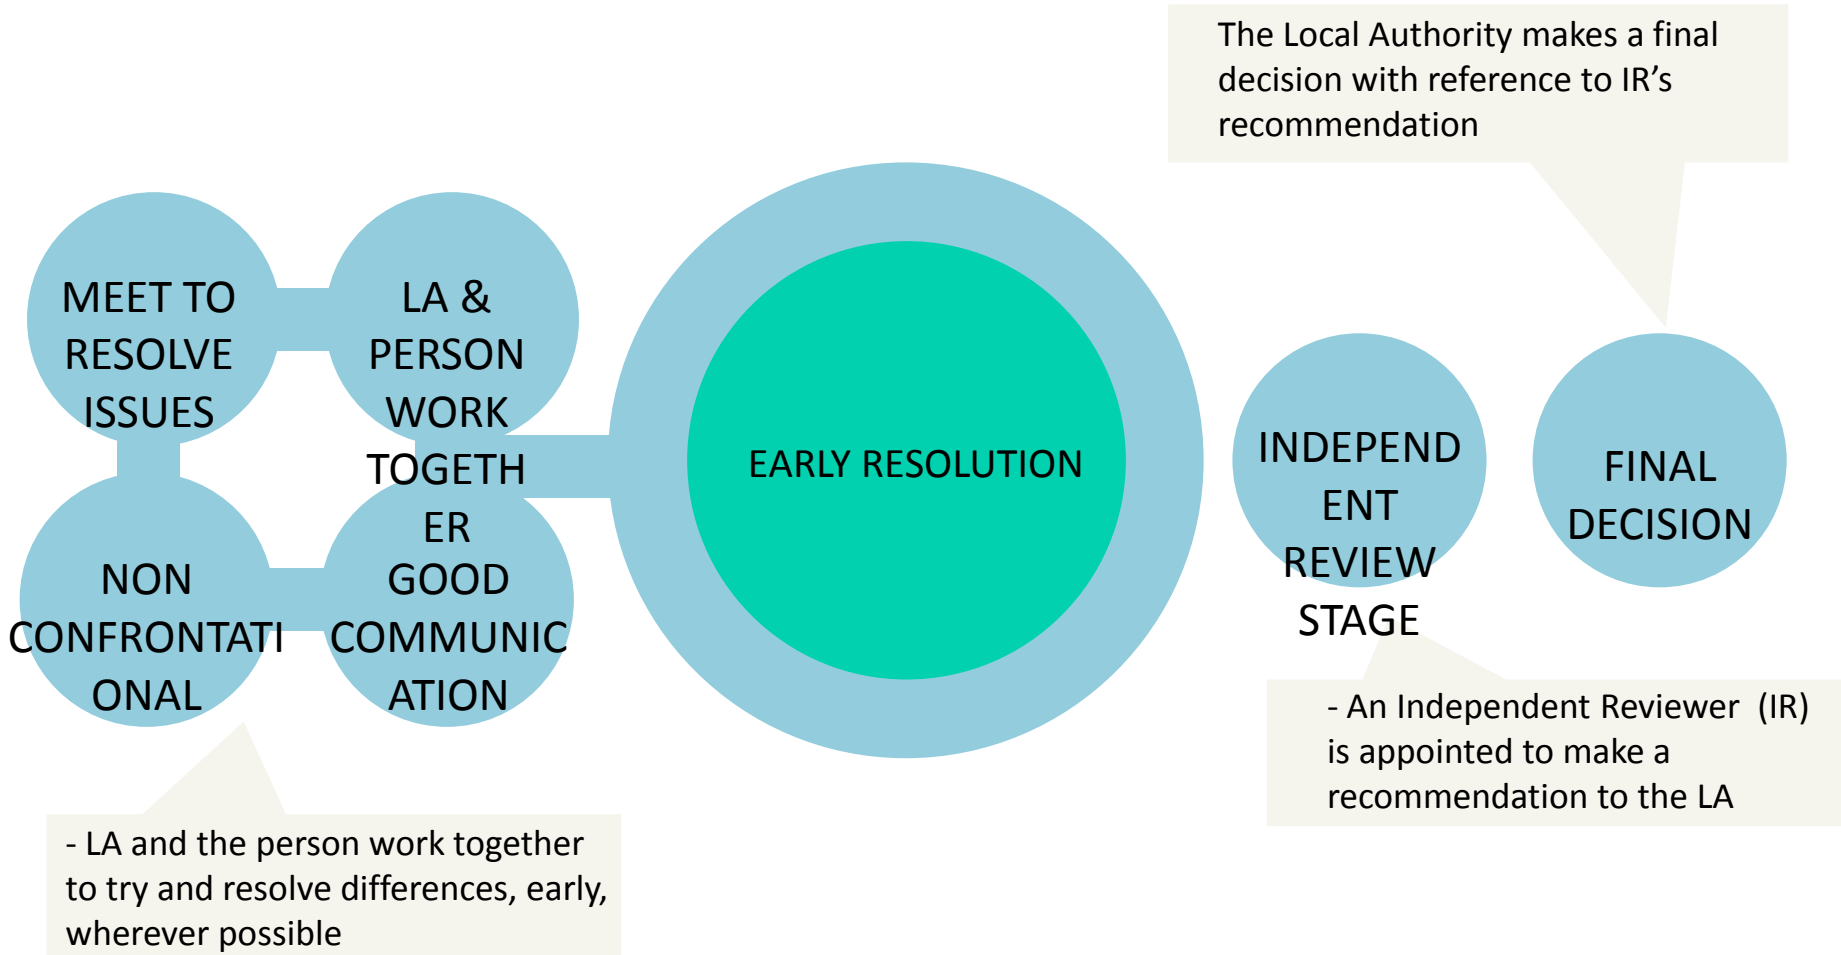 The Local Authority makes a final
decision with reference to IR’s
recommendation
MEET TO
RESOLVE
ISSUES
LA &
PERSON
WORK
TOGETH
ER
NON
CONFRONTATI
ONAL
GOOD
COMMUNIC
ATION
EARLY RESOLUTION
INDEPEND
ENT
REVIEW
STAGE
FINAL
DECISION
- LA and the person work together
to try and resolve differences, early,
wherever possible
- An Independent Reviewer (IR)
is appointed to make a
recommendation to the LA